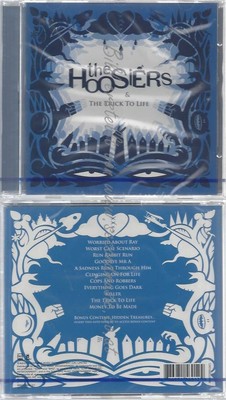 the
HOOSIERS
&
THE TRICK TO LIFE
WORRIED ABOUT RAY
WORST CASE SCENARIO
RUN RABBIT RUN
GOODBYE MR A
A SADNESS RUNS THROUGH HIM
CLINGING ON FOR LIFE
COPS AND ROBBERS
EVERYTHING GOES DARK
KILLER
THE TRICK TO LIFE
MONEY TO BE MADE
BONUS CONTENT: HIDDEN TREASURES